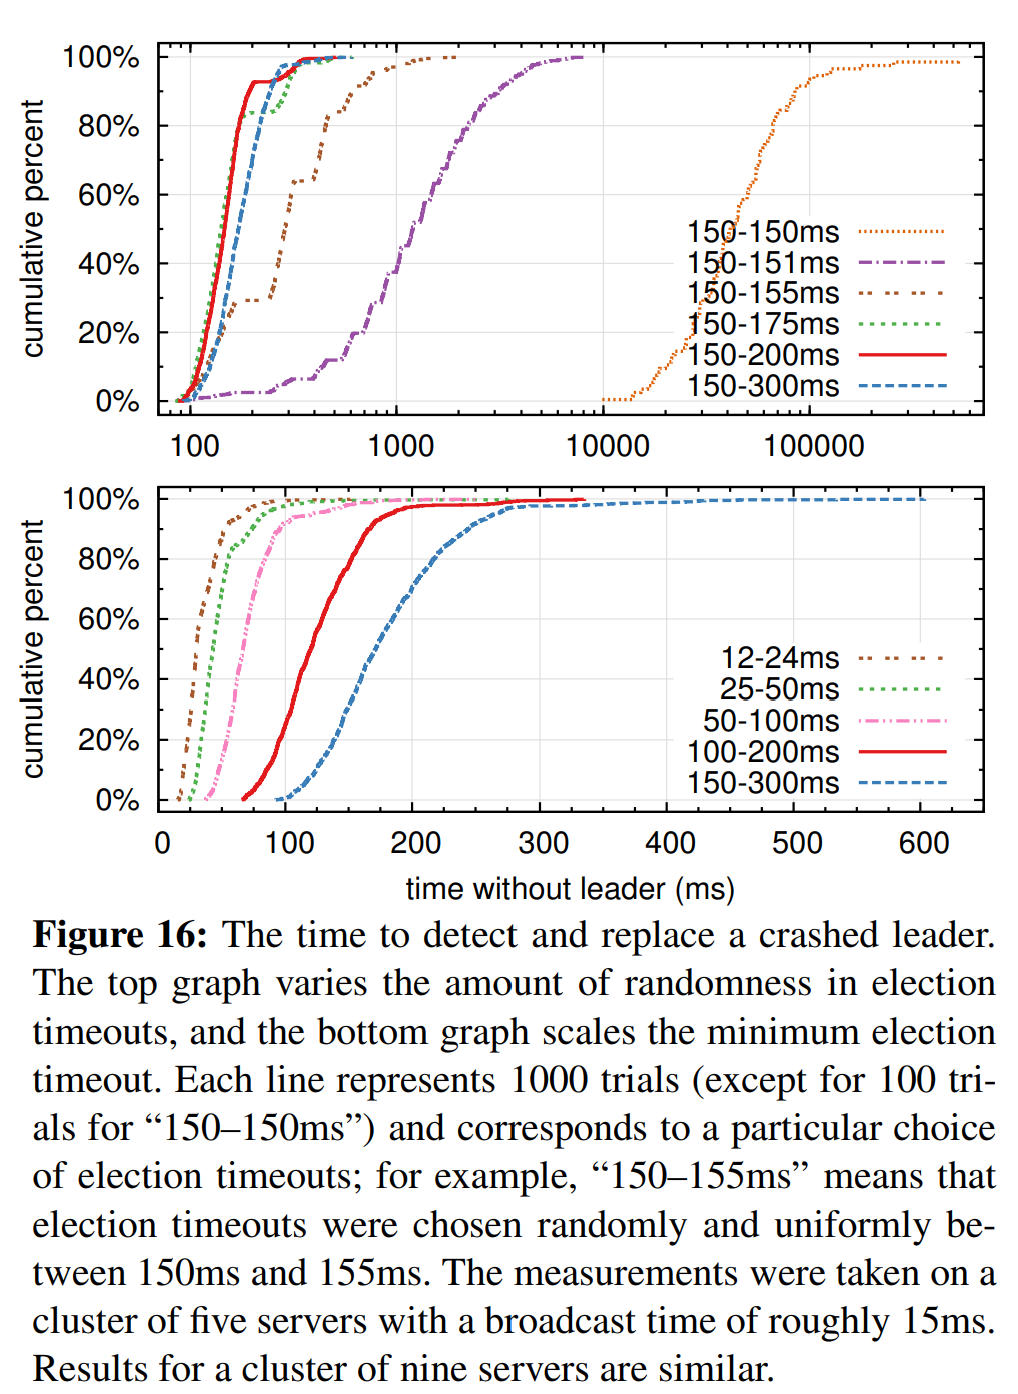 100%
80%
60%
40%
20%
0%
cumulative percent
150-150ms
150-151ms
150-155ms
150-175ms
150-200ms
150-300ms
100 1000 10000 100000
100%
80%
60%
40%
20%
0%
cumulative percent
12-24ms
25-50ms
50-100ms
100-200ms
150-300ms
0 100 200 300 400 500 600
time without leader (ms)
Figure 16: The time to detect and replace a crashed leader.
The top graph varies the amount of randomness in election
timeouts, and the bottom graph scales the minimum election
timeout. Each line represents 1000 trials (except for 100 tri-
als for “150–150ms”) and corresponds to a particular choice
of election timeouts; for example, “150–155ms” means that
election timeouts were chosen randomly and uniformly be-
tween 150ms and 155ms. The measurements were taken on a
cluster of five servers with a broadcast time of roughly 15ms.
Results for a cluster of nine servers are similar.